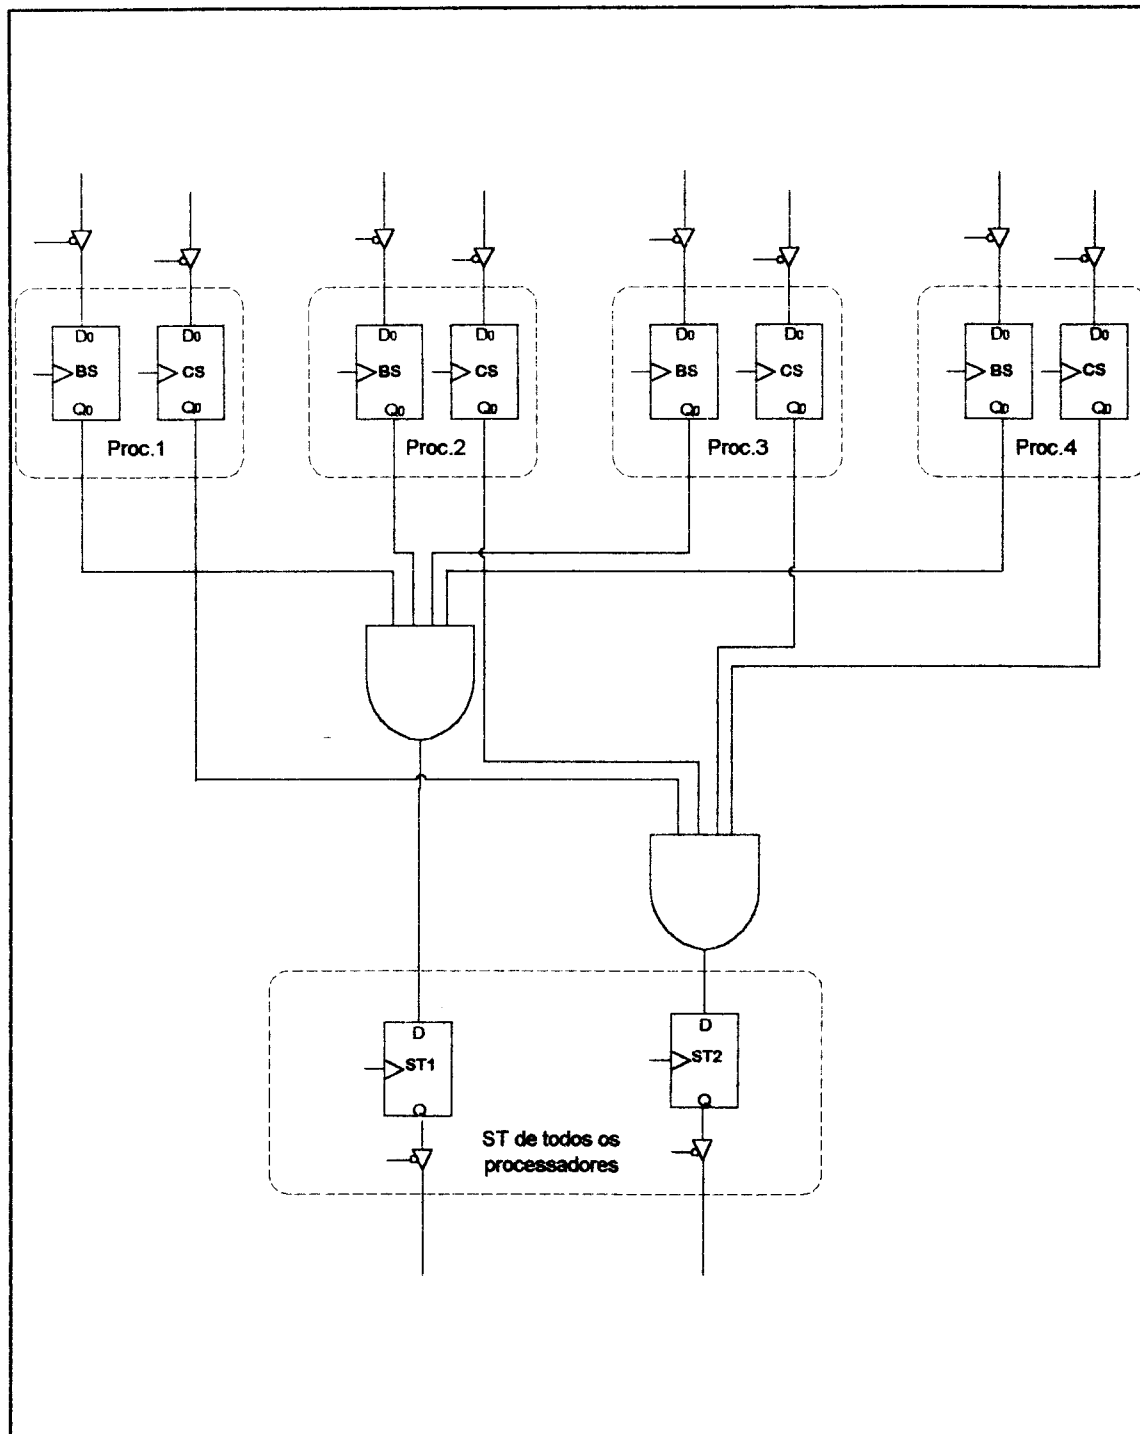 D0 D0 D0 D0 D0 D0 D0 D0
BS CS BS CS BS CS BS CS
Q0 Q0 Q0 Q0 Q0 Q0 Q0 Q0
Proc.1 Proc.2 Proc.3 Proc.4
D D
ST1 ST2
Q Q
ST de todos os
processadores